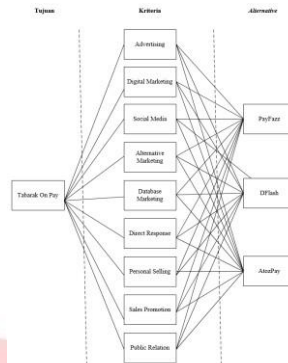 Tujuan
Kriteria
Alternative
Advertising
Digital Marketing
Social Media
Alternative
Marketing
Database
Marketing
Direct Response
Personal Selling
Sales Promotion
Public Relation
Tabarak On Pay
PayFazz
DFlash
AtozPay